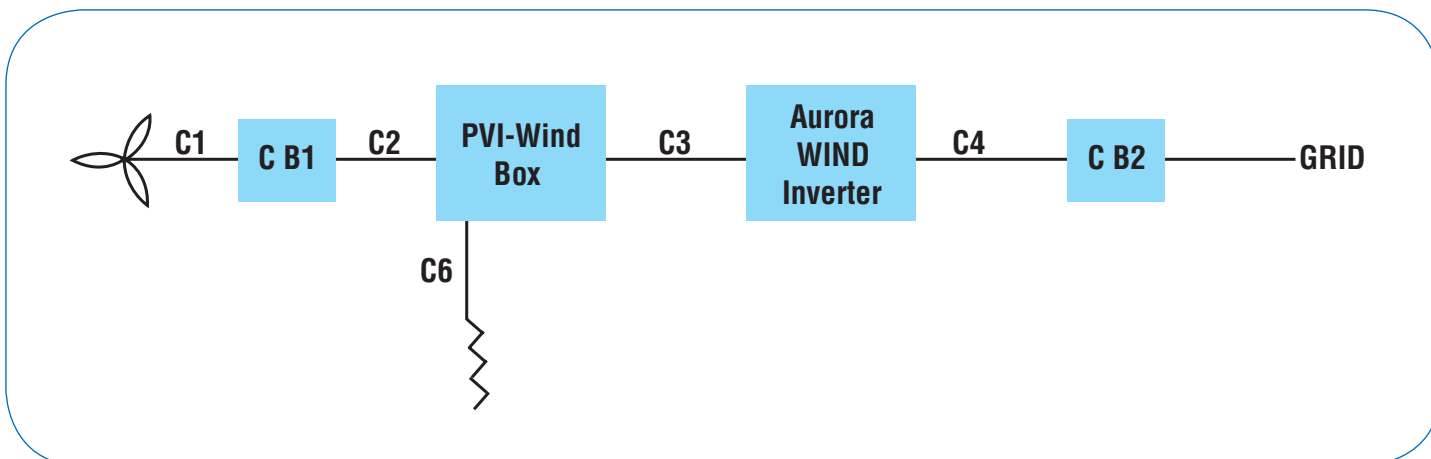 C1
C B1
C2
PVI-Wind
Box
C3
Aurora
WIND
Inverter
C4
C B2
GRID
C6